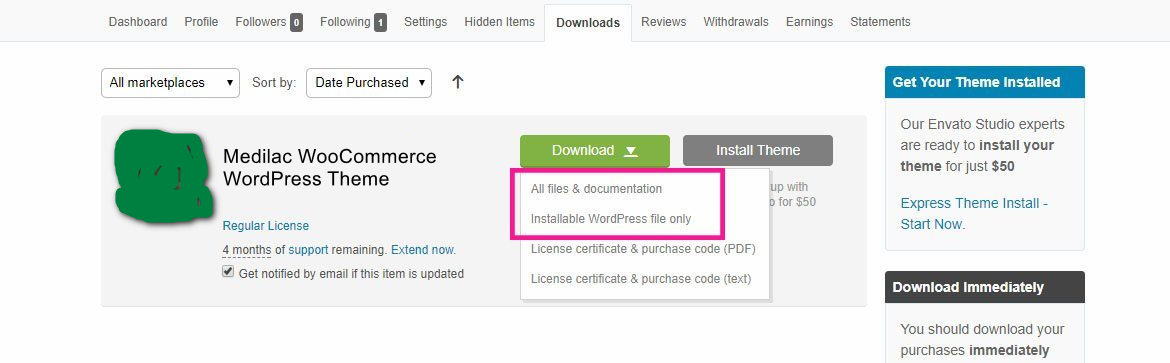 Dashboard Profile Followers 0 Following 1 Settings Hidden Items Downloads Reviews Withdrawals Earnings Statements
All marketplaces Sort by: Date Purchased
Medilac WooCommerce
WordPress Theme
Regular License
4 months of support remaining. Extend now.
Get notified by email if this item is updated
Download Install Theme
All files & documentation
up with
Installable WordPress file only
o for $50
License certificate & purchase code (PDF)
License certificate & purchase code (text)
Get Your Theme Installed
Our Envato Studio experts
are ready to install your
theme for just $50
Express Theme Install -
Start Now.
Download Immediately
You should download your
purchases immediately